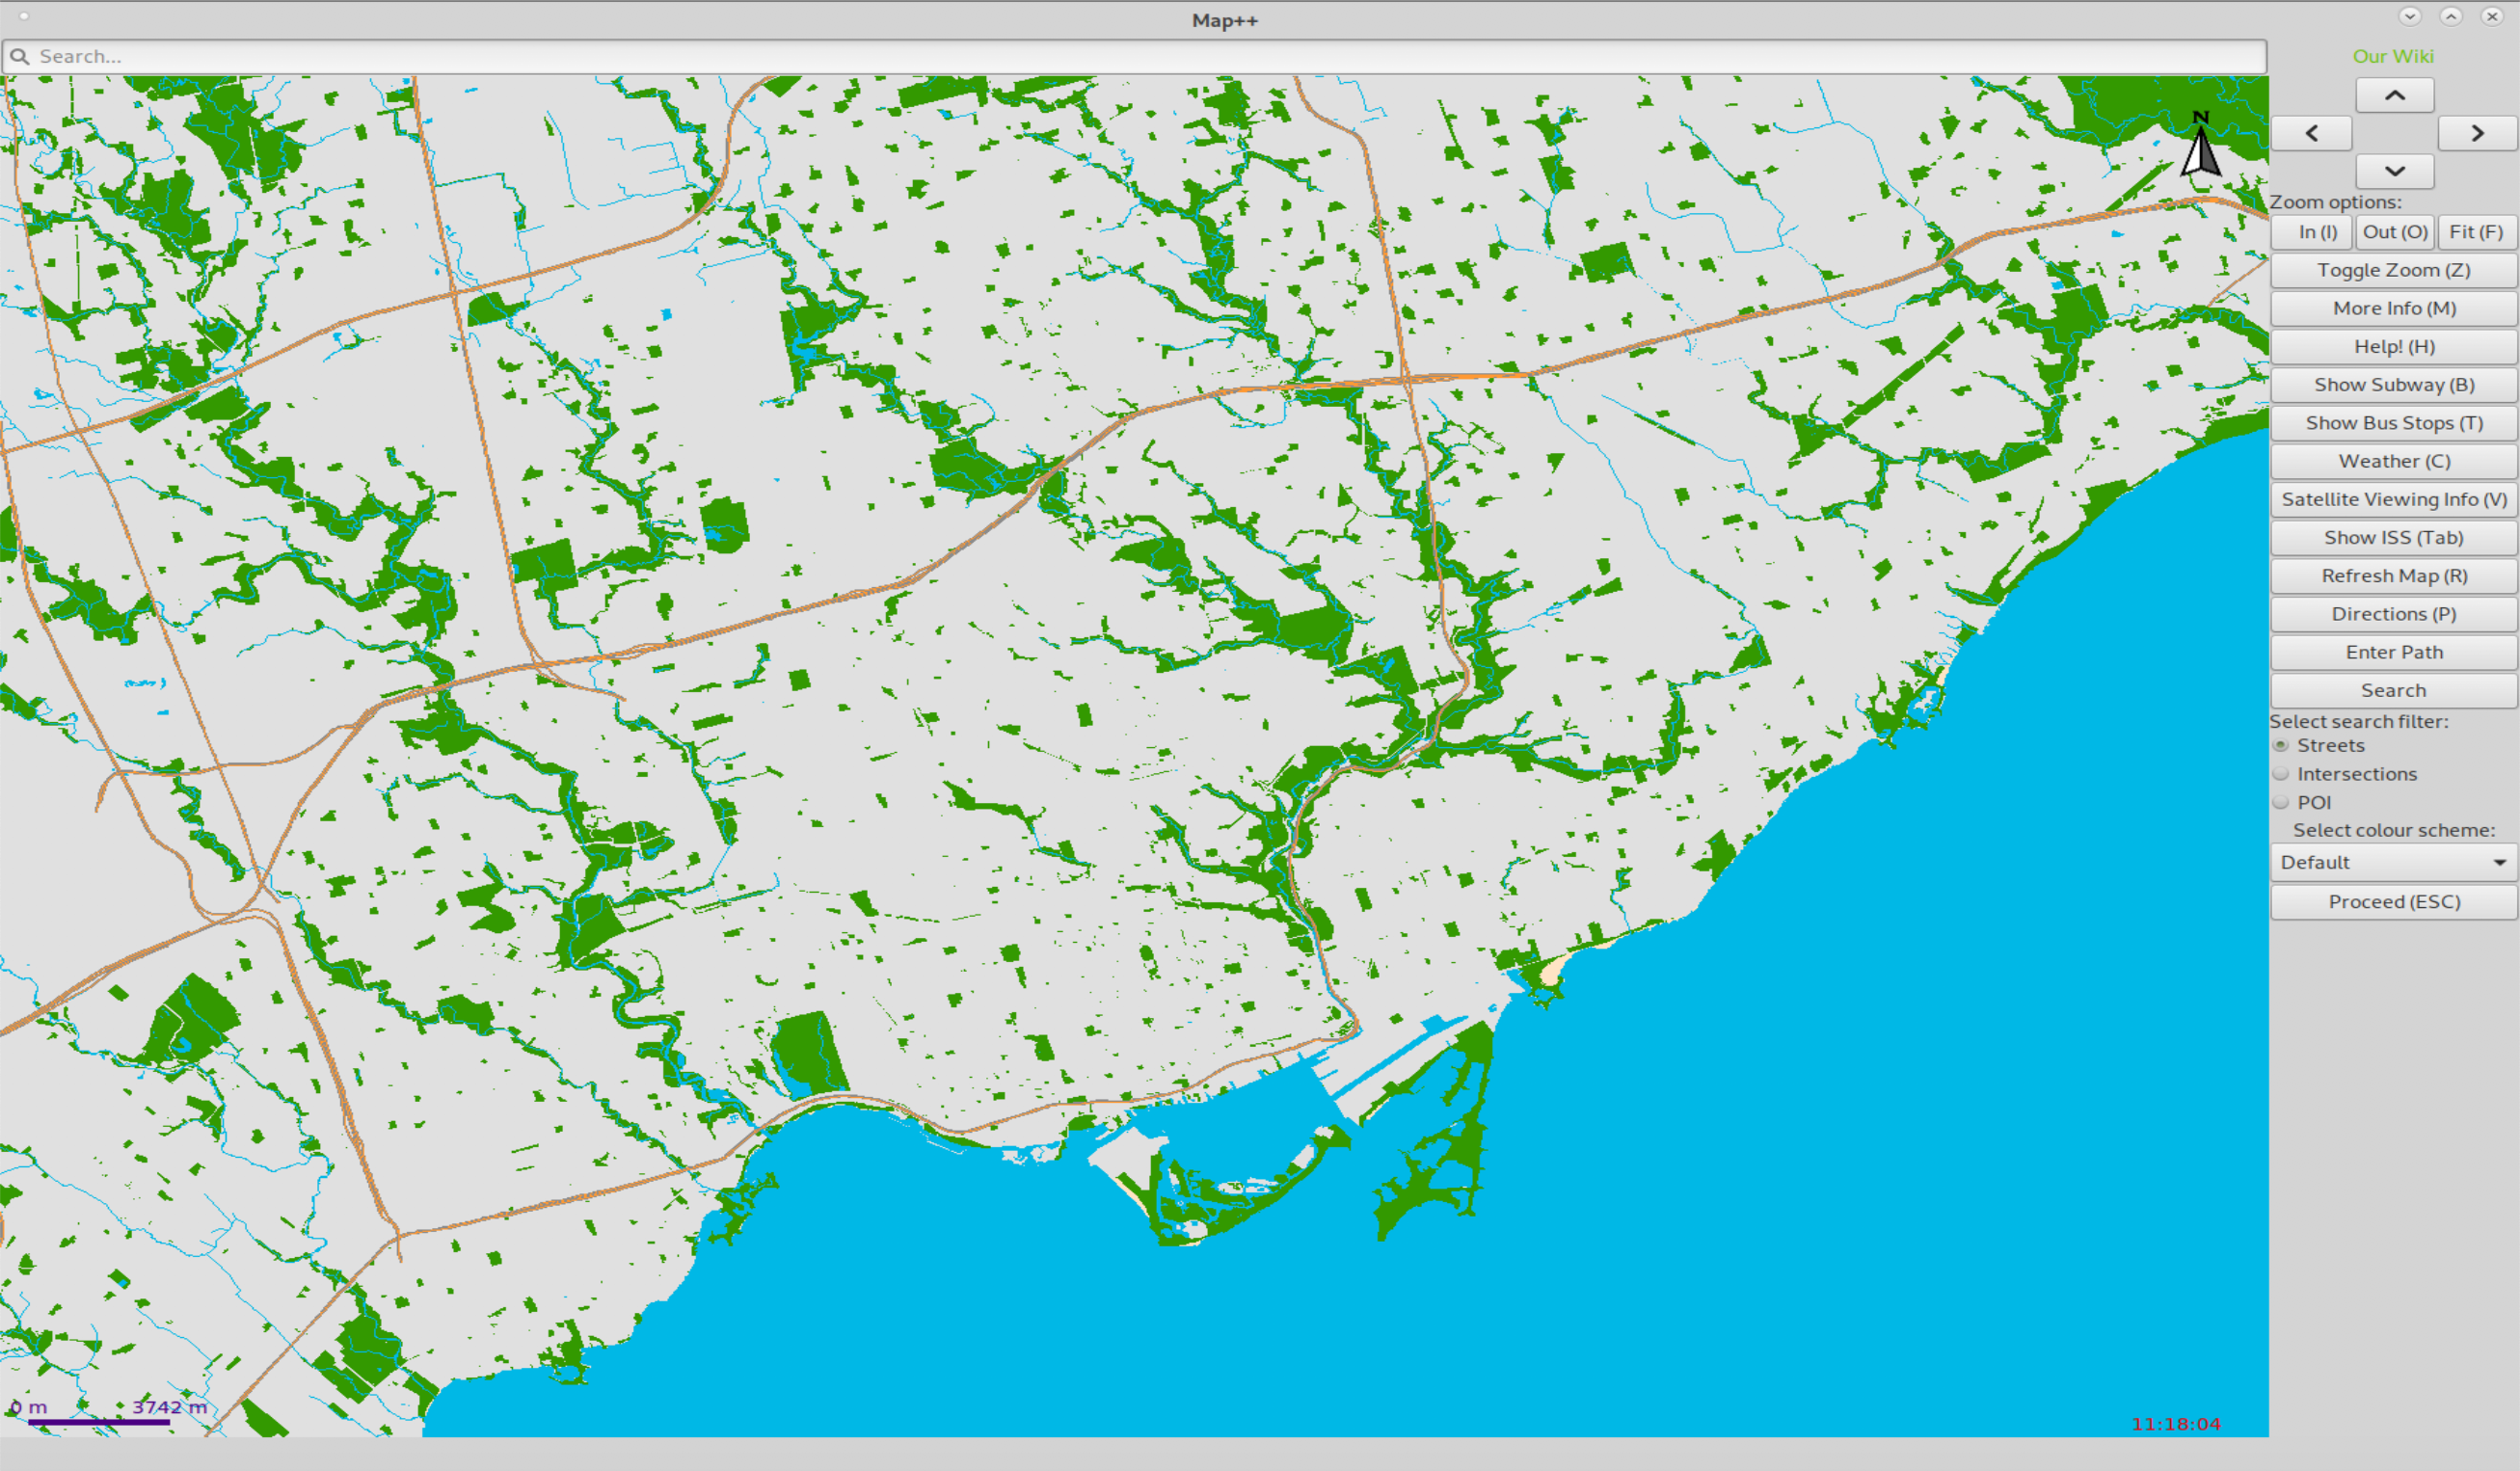 Map++
Search...
Our Wiki
N
Zoom options:
In (I) Out (O) Fit (F)
Toggle Zoom (Z)
More Info (M)
Help! (H)
Show Subway (B)
Show Bus Stops (T)
Weather (C)
Satellite Viewing Info (V)
Show ISS (Tab)
Refresh Map (R)
Directions (P)
Enter Path
Search
Select search filter:
Streets
Intersections
POI
Select colour scheme:
Default
Proceed (ESC)
0 m 3742 m
11:18:04